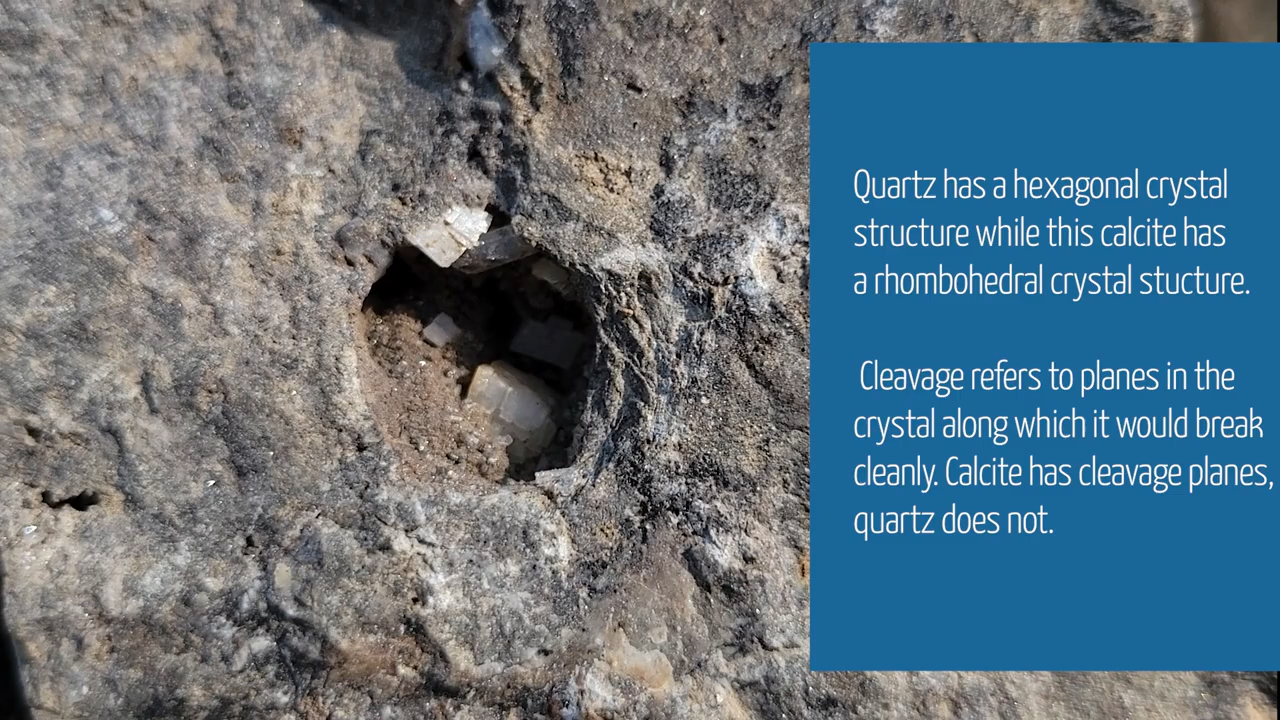 Quartz has a hexagonal crystal
structure while this calcite has
a rhombohedral crystal stucture.
Cleavage refers to planes in the
crystal along which it would break
cleanly. Calcite has cleavage planes,
quartz does not.